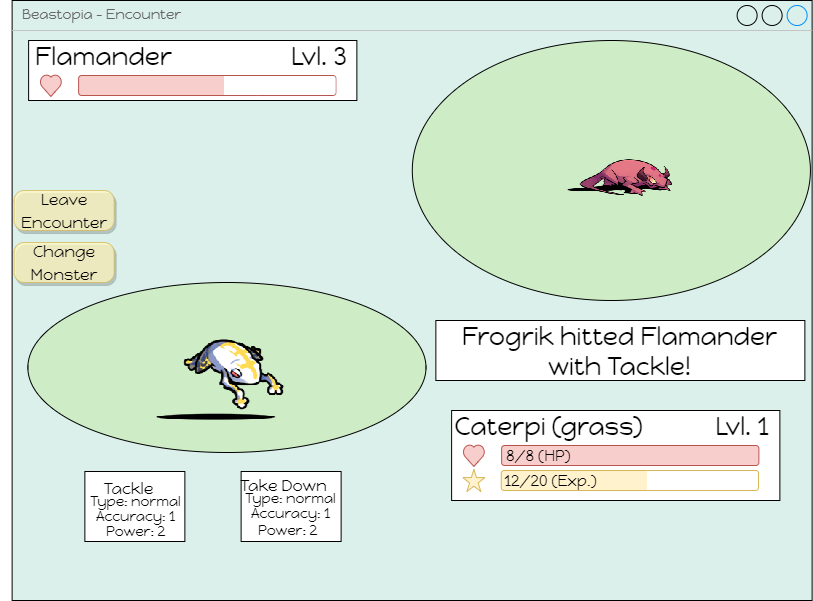 Beastopia - Encounter
Flamander Lvl. 3
Leave
Encounter
Change
Monster
Frogrik hitted Flamander
with Tackle!
Caterpi (grass) Lvl. 1
8/8 (HP)
12/20 (Exp.)
Tackle
Type: normal
Accuracy: 1
Power: 2
Take Down
Type: normal
Accuracy: 1
Power: 2